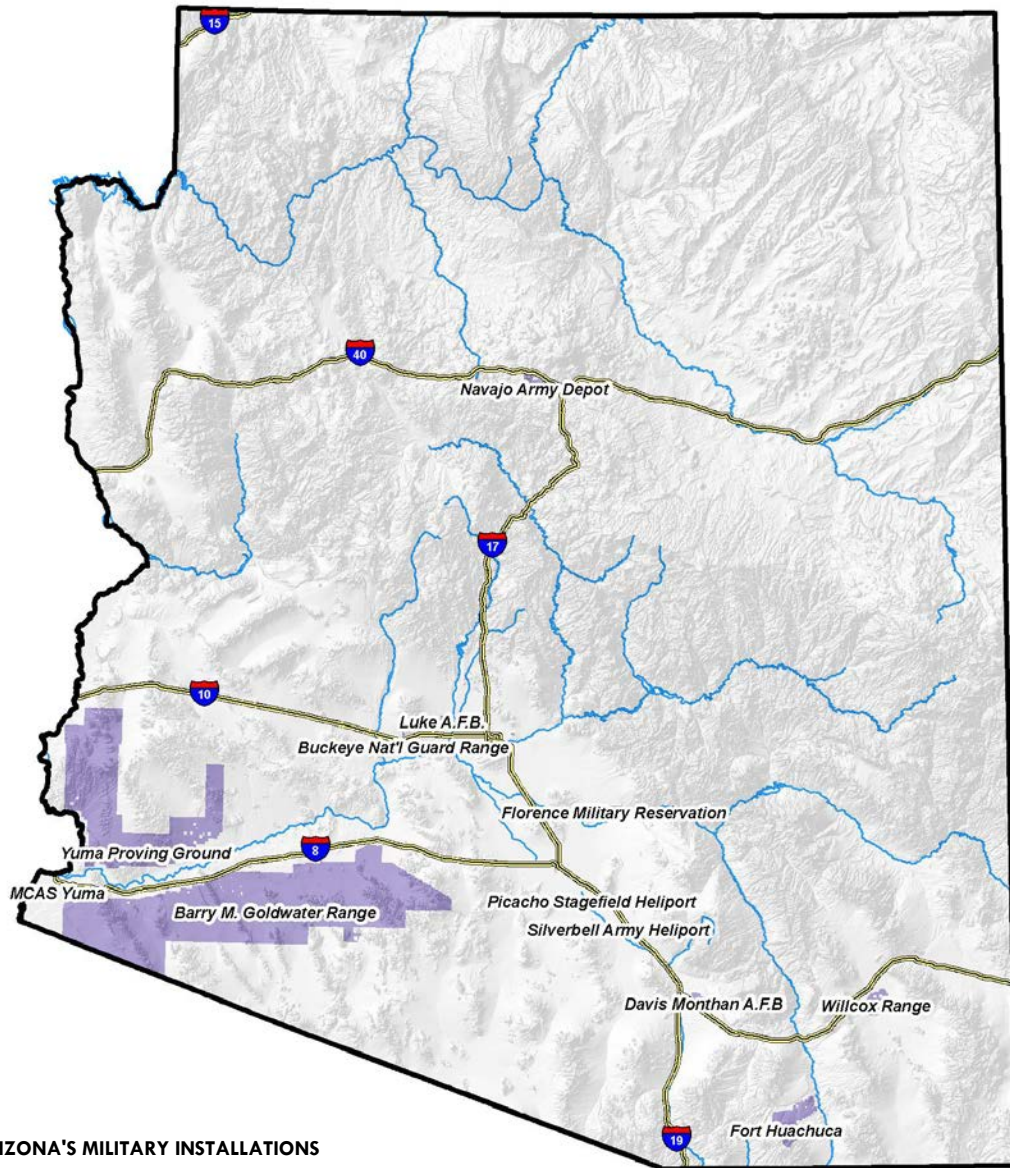 15
40
Navajo Army Depot
17
10
Luke A.F.B.
Buckeye Nat'l Guard Range
Florence Military Reservation
8
Yuma Proving Ground
MCAS Yuma
Barry M. Goldwater Range
Picacho Stagefield Heliport
Silverbell Army Heliport
Davis Monthan A.F.B
Willcox Range
Fort Huachuca
19
IZONA'S MILITARY INSTALLATIONS